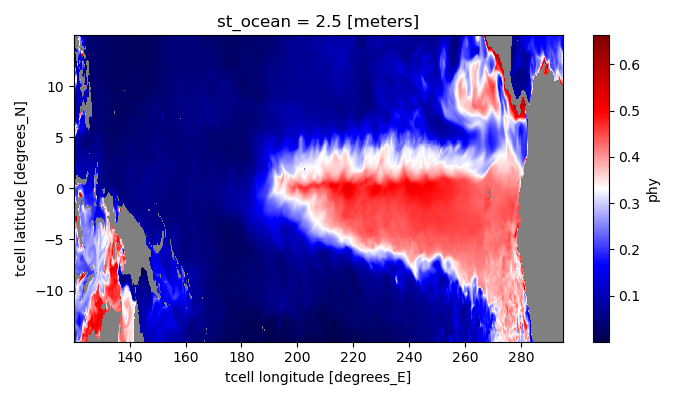 st_ocean = 2.5 [meters]
10
5
0
−5
−10
tcell latitude [degrees_N]
140 160 180 200 220 240 260 280
tcell longitude [degrees_E]
0.6
0.5
0.4
0.3
0.2
0.1
phy